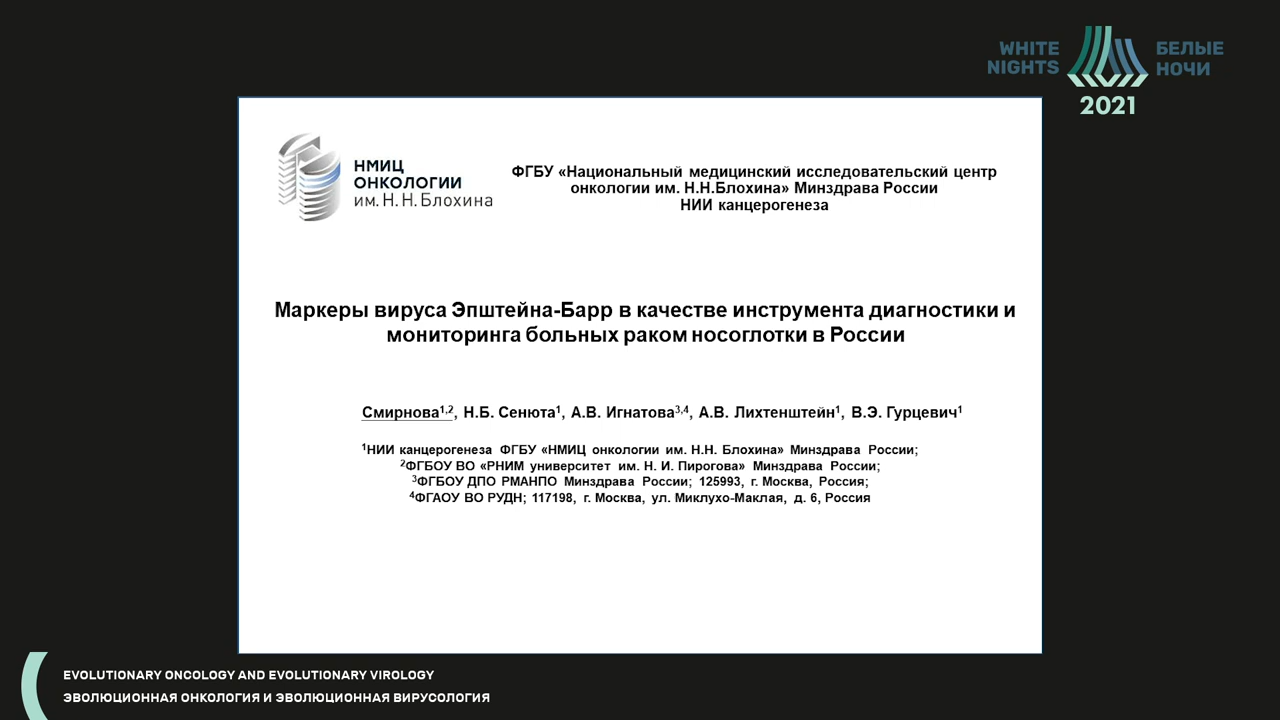 WHITE NIGHTS
БЕЛЫЕ НОЧИ
2021
НМИЦ
ОНКОЛОГИИ
им. Н. Н. Блохина
ФГБУ «Национальный медицинский исследовательский центр
онкологии им. Н.Н.Блохина» Минздрава России
НИИ канцерогенеза
Маркеры вируса Эпштейна-Барр в качестве инструмента диагностики и
мониторинга больных раком носоглотки в России
Смирнова¹,², Н.Б. Сенюта¹, А.В. Игнатова³,⁴, А.В. Лихтенштейн¹, В.Э. Гурцевич¹
¹НИИ канцерогенеза ФГБУ «НМИЦ онкологии им. Н.Н. Блохина» Минздрава России;
²ФГБОУ ВО «РНИМ университет им. Н. И. Пирогова» Минздрава России;
³ФГБОУ ДПО РМАНПО Минздрава России; 125993, г. Москва, Россия;
⁴ФГАОУ ВО РУДН; 117198, г. Москва, ул. Миклухо-Маклая, д. 6, Россия
EVOLUTIONARY ONCOLOGY AND EVOLUTIONARY VIROLOGY
ЭВОЛЮЦИОННАЯ ОНКОЛОГИЯ И ЭВОЛЮЦИОННАЯ ВИРУСОЛОГИЯ